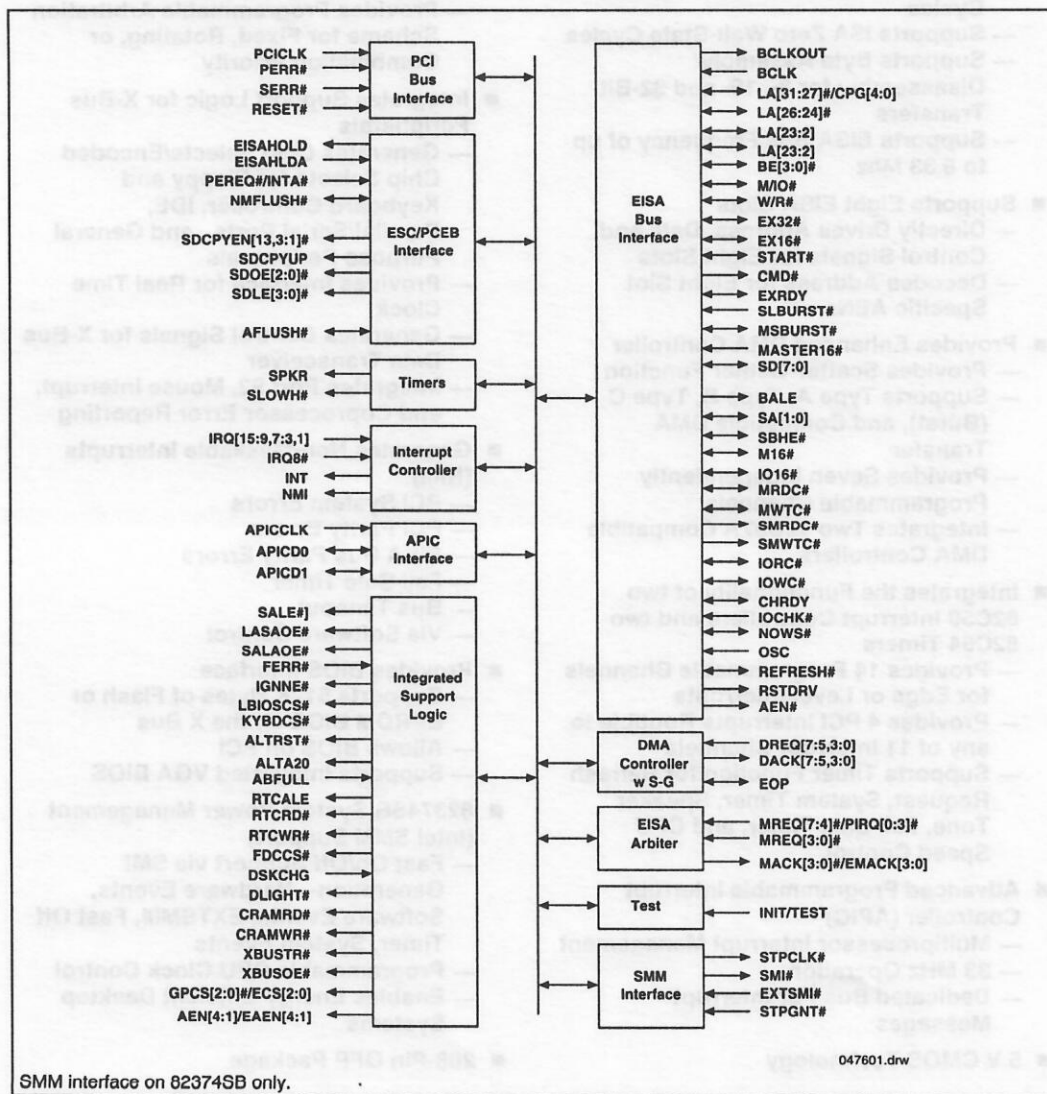 PCICLK
PERR#
SERR#
RESET#
PCI
Bus
Interface
EISAHOLD
EISAHLDA
PEREQ#/INTA#
NMFLUSH#
SDCPYEN[13,3:1]#
SDCPYUP
SDOE[2:0]#
SDLE[3:0]#
AFLUSH#
ESC/PCEB
Interface
SPKR
SLOWH#
Timers
IRQ[15:9,7:3,1]
IRQ8#
INT
NMI
Interrupt
Controller
APICCLK
APICD0
APICD1
APIC
Interface
SALE#]
LASAOE#
SALAOE#
FERR#
IGNNE#
LBIOSCS#
KYBDCS#
ALTRST#
ALTA20
ABFULL
RTCALE
RTCRD#
RTCWR#
FDCCS#
DSKCHG
DLIGHT#
CRAMRD#
CRAMWR#
XBUSTR#
XBUSOE#
GPCS[2:0]#/ECS[2:0]
AEN[4:1]/EAEN[4:1]
Integrated
Support
Logic
EISA
Bus
Interface
BCLKOUT
BCLK
LA[31:27]#/CPG[4:0]
LA[26:24]#
LA[23:2]
LA[23:2]
BE[3:0]#
M/IO#
W/R#
EX32#
EX16#
START#
CMD#
EXRDY
SLBURST#
MSBURST#
MASTER16#
SD[7:0]
BALE
SA[1:0]
SBHE#
M16#
IO16#
MRDC#
MWTC#
SMRDC#
SMWTC#
IORC#
IOWC#
CHRDY
IOCHK#
NOWS#
OSC
REFRESH#
RSTDRV
AEN#
DMA
Controller
w S-G
DREQ[7:5,3:0]
DACK[7:5,3:0]
EOP
EISA
Arbiter
MREQ[7:4]#/PIRQ[0:3]#
MREQ[3:0]#
MACK[3:0]#/EMACK[3:0]
Test
INIT/TEST
SMM
Interface
STPCLK#
SMI#
EXTSMI#
STPGNT#
047601.drw
SMM interface on 82374SB only.